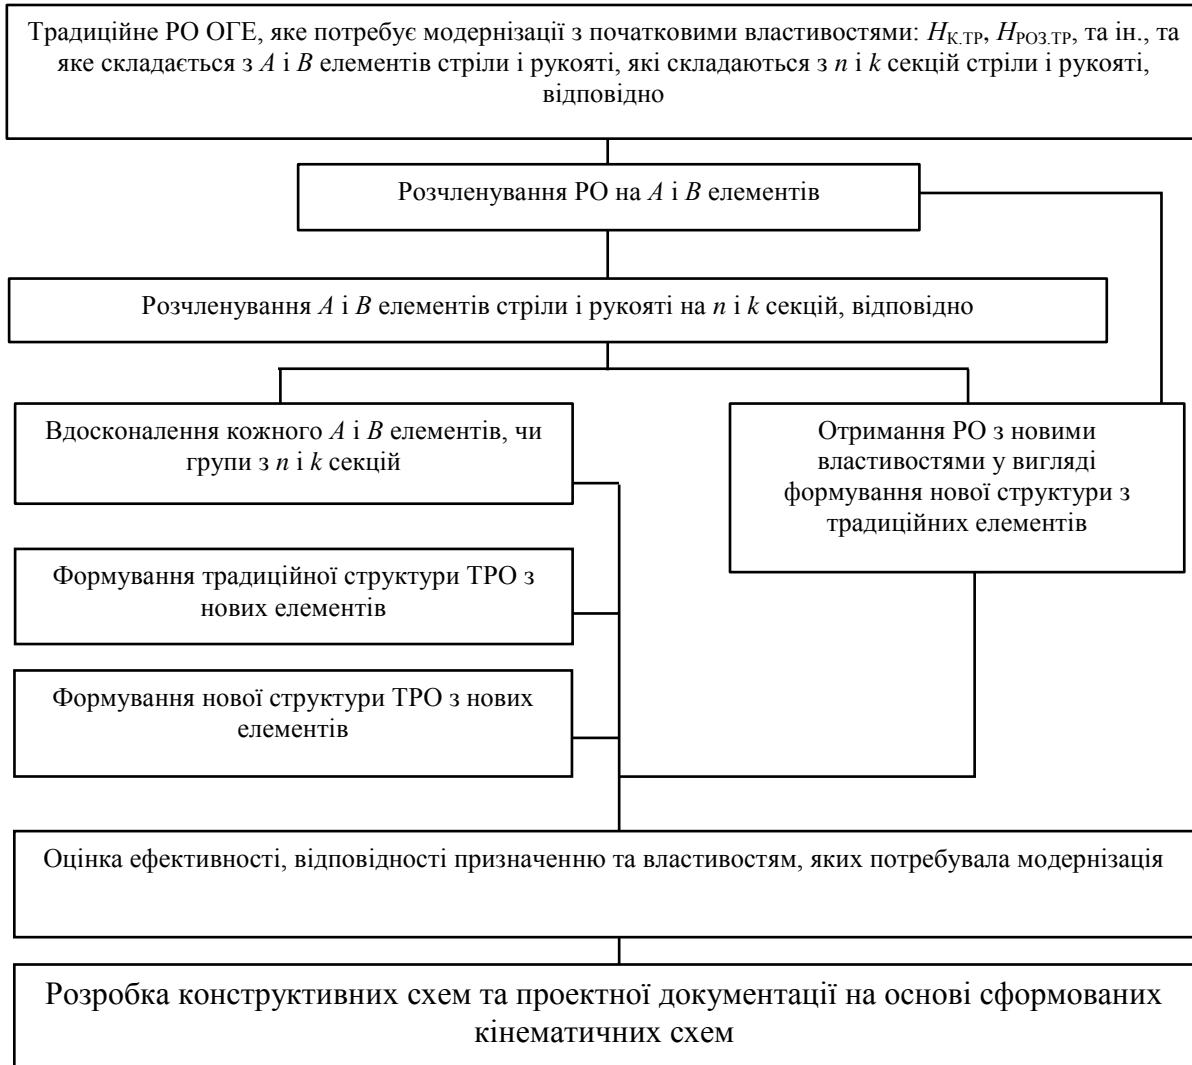 Традиційне РО ОГЕ, яке потребує модернізації з початковими властивостями: HК.ТР, HРОЗ.ТР, та ін., та
яке складається з A і B елементів стріли і рукояті, які складаються з n і k секцій стріли і рукояті,
відповідно
Розчленування РО на A і B елементів
Розчленування A і B елементів стріли і рукояті на n і k секцій, відповідно
Вдосконалення кожного A і B елементів, чи
групи з n і k секцій
Отримання РО з новими
властивостями у вигляді
формування нової структури з
традиційних елементів
Формування традиційної структури ТРО з
нових елементів
Формування нової структури ТРО з нових
елементів
Оцінка ефективності, відповідності призначенню та властивостям, яких потребувала модернізація
Розробка конструктивних схем та проектної документації на основі сформованих
кінематичних схем